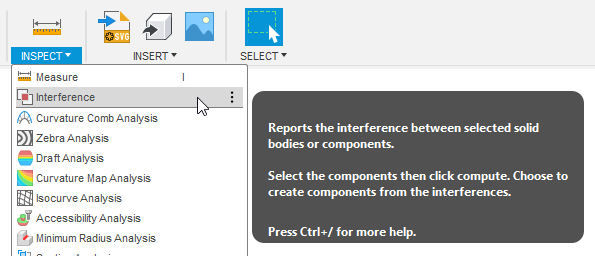 SVG
INSPECT
INSERT
SELECT
Measure I
Interference
Curvature Comb Analysis
Zebra Analysis
Draft Analysis
Curvature Map Analysis
Isocurve Analysis
Accessibility Analysis
Minimum Radius Analysis
Reports the interference between selected solid
bodies or components.
Select the components then click compute. Choose to
create components from the interferences.
Press Ctrl+/ for more help.